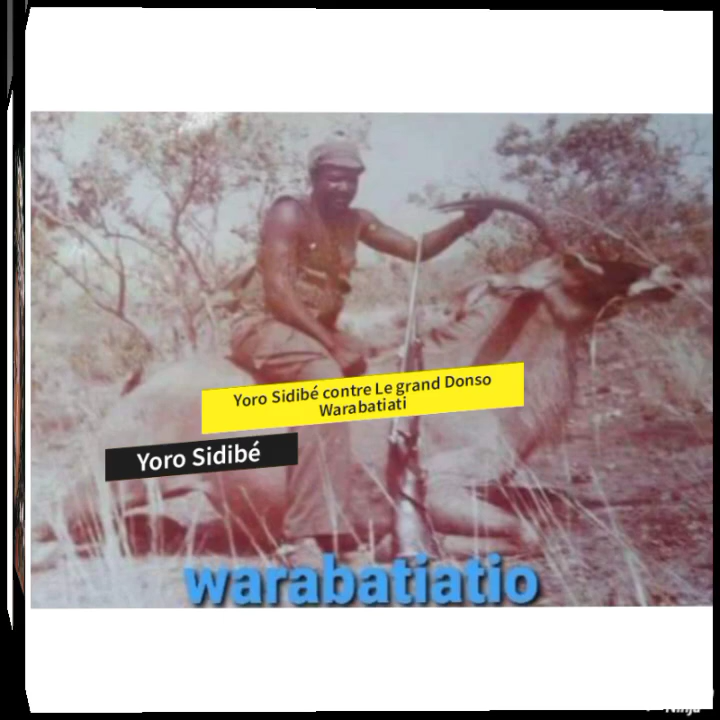 Yoro Sidibé contre Le grand Donso
Warabatiati
Yoro Sidibé
warabatiatio